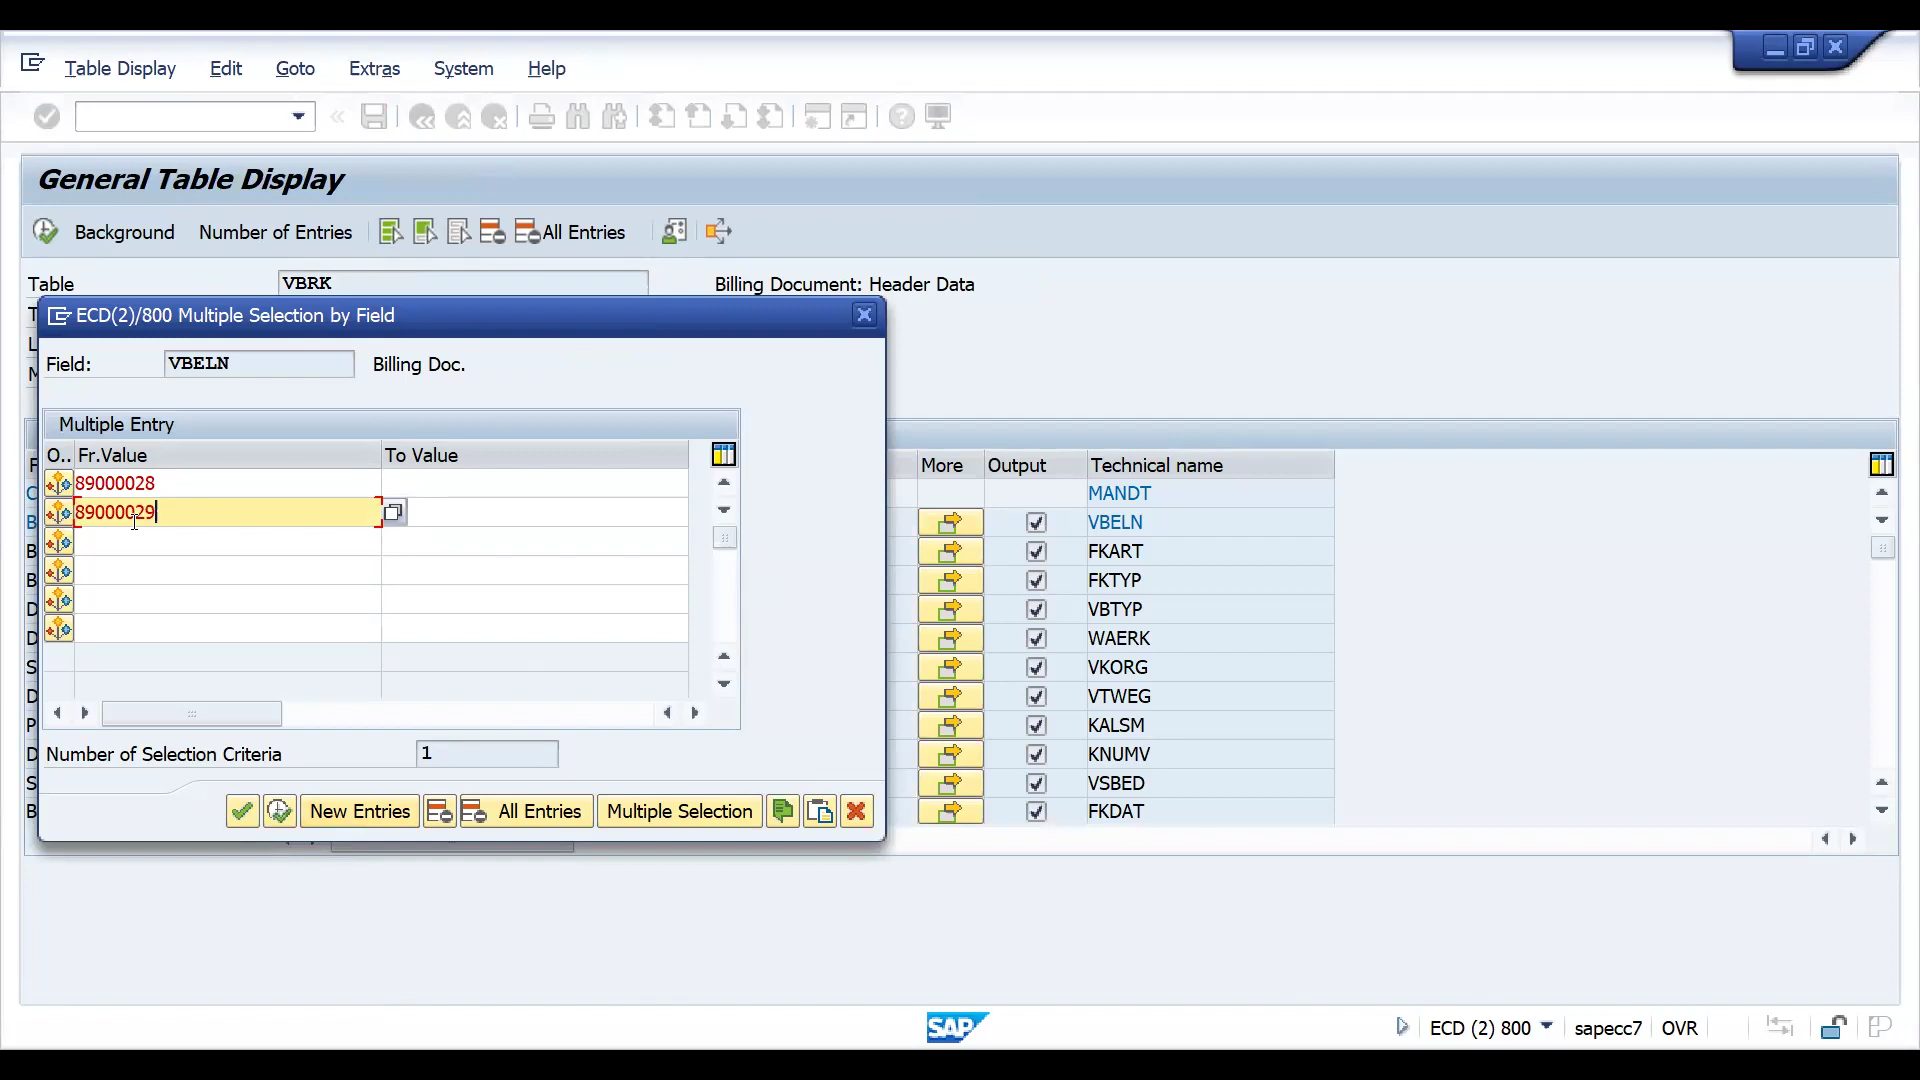 Table Display Edit Goto Extras System Help
General Table Display
Background Number of Entries All Entries
Table VBRK Billing Document: Header Data
ECD(2)/800 Multiple Selection by Field
Field: VBELN Billing Doc.
Multiple Entry
O.. Fr.Value To Value
89000028
89000029
Number of Selection Criteria 1
New Entries All Entries Multiple Selection
More Output Technical name
MANDT
VBELN
FKART
FKTYP
VBTYP
WAERK
VKORG
VTWEG
KALSM
KNUMV
VSBED
FKDAT
SAP ECD (2) 800 sapecc7 OVR